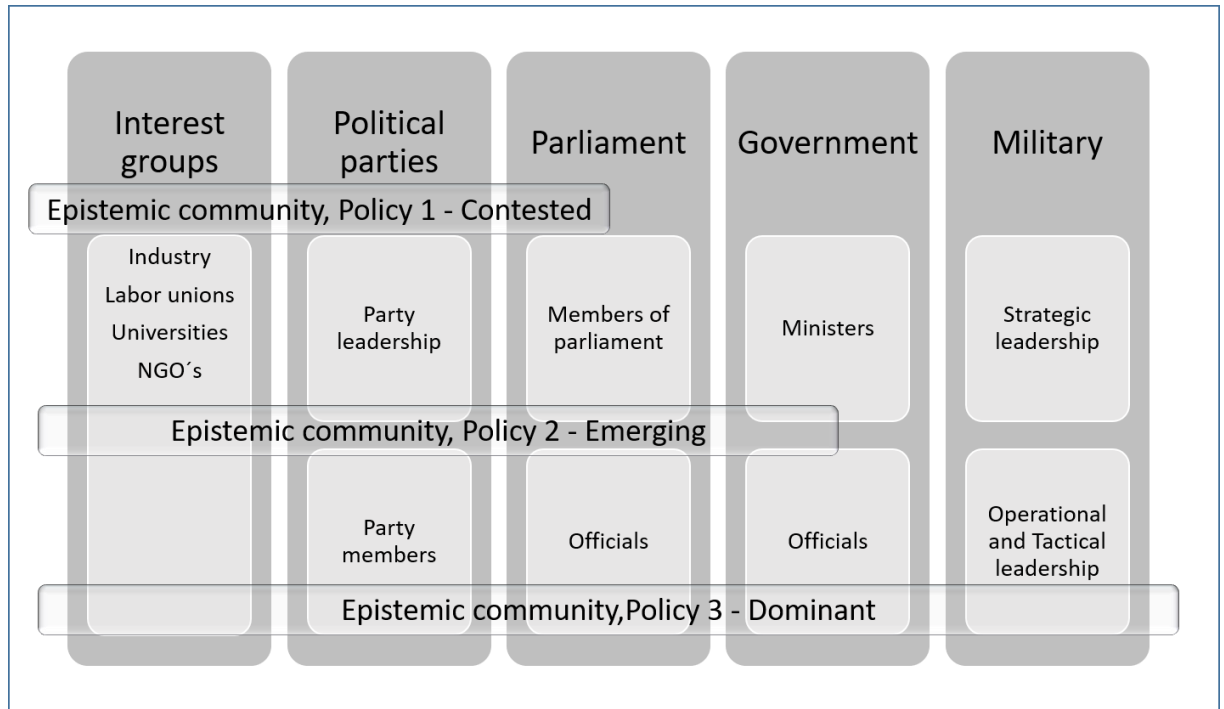 Interest
groups
Political
parties
Parliament
Government
Military
Epistemic community, Policy 1 - Contested
Industry
Labor unions
Universities
NGO´s
Party
leadership
Members of
parliament
Ministers
Strategic
leadership
Epistemic community, Policy 2 - Emerging
Party
members
Officials
Officials
Operational
and Tactical
leadership
Epistemic community,Policy 3 - Dominant